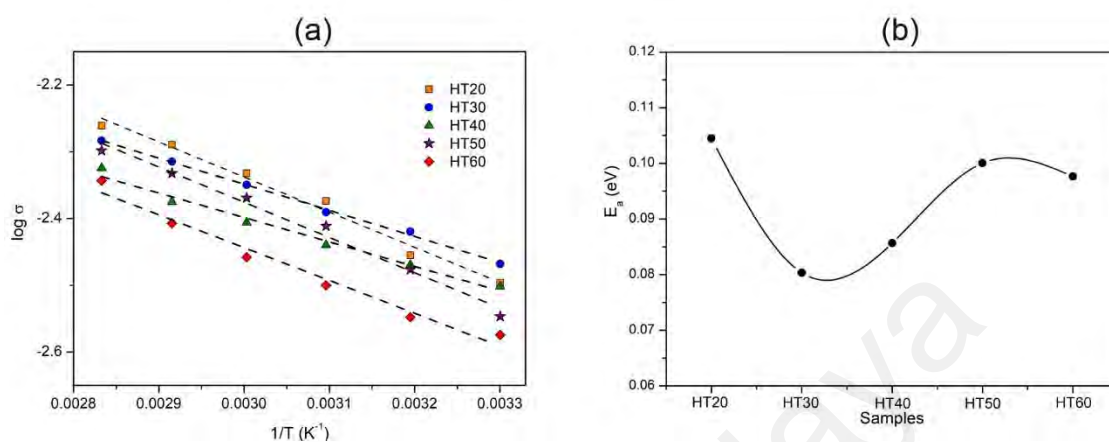 (a)
log σ
-2.2
-2.4
-2.6
0.0028 0.0029 0.0030 0.0031 0.0032 0.0033
1/T (K⁻¹)
HT20
HT30
HT40
HT50
HT60
(b)
Eₐ (eV)
0.12
0.11
0.10
0.09
0.08
0.07
0.06
HT20 HT30 HT40 HT50 HT60
Samples